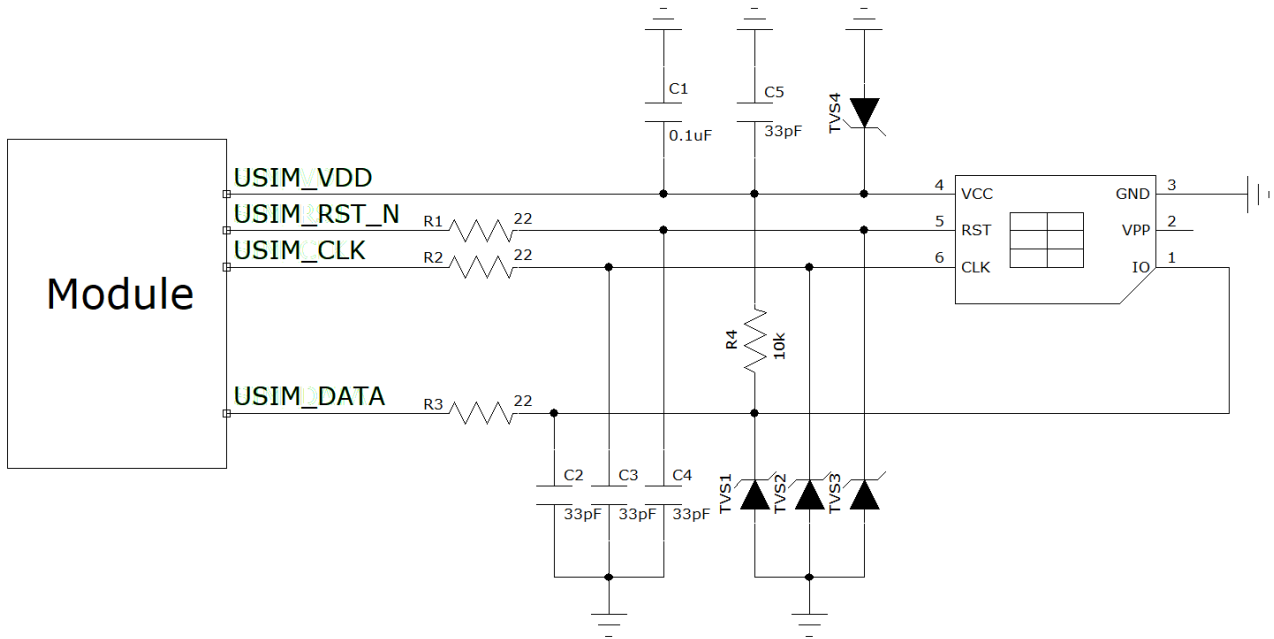 C1
0.1uF
C5
33pF
TVS4
USIM_VDD
USIM_RST_N
R1
22
USIM_CLK
R2
22
Module
4
VCC
GND
3
5
RST
VPP
2
6
CLK
IO
1
R4
10k
USIM_DATA
R3
22
C2
33pF
C3
33pF
C4
33pF
TVS1
TVS2
TVS3